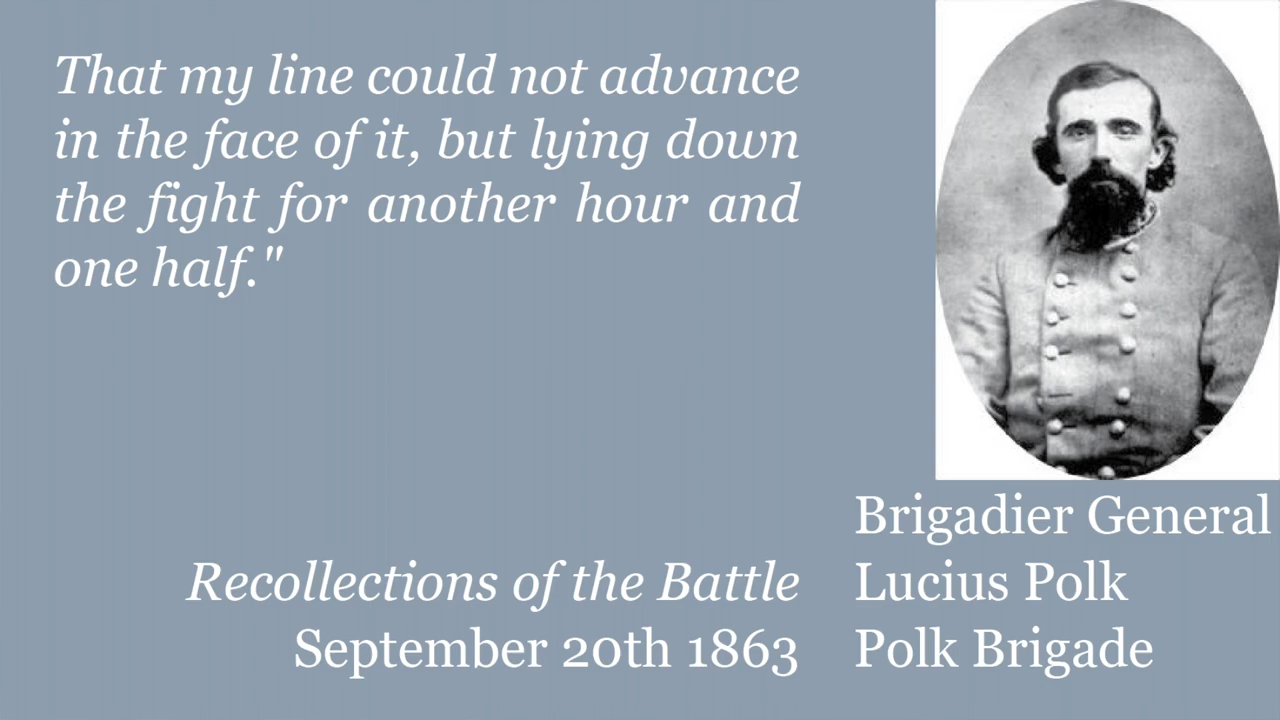 That my line could not advance
in the face of it, but lying down
the fight for another hour and
one half."
Recollections of the Battle
September 20th 1863
Brigadier General
Lucius Polk
Polk Brigade